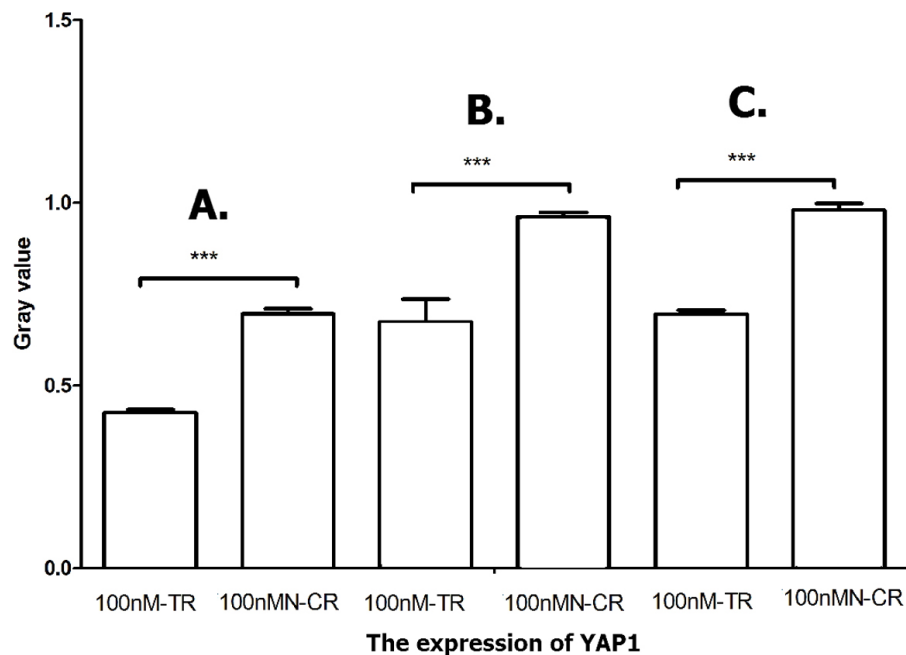 1.5
B.
C.
***
***
A.
1.0
***
Gray value
0.5
0.0
100nM-TR 100nMN-CR 100nM-TR 100nMN-CR 100nM-TR 100nMN-CR
The expression of YAP1